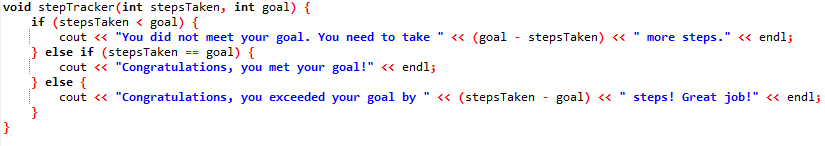 void stepTracker(int stepsTaken, int goal) {
    if (stepsTaken < goal) {
        cout << "You did not meet your goal. You need to take " << (goal - stepsTaken) << " more steps." << endl;
    } else if (stepsTaken == goal) {
        cout << "Congratulations, you met your goal!" << endl;
    } else {
        cout << "Congratulations, you exceeded your goal by " << (stepsTaken - goal) << " steps! Great job!" << endl;
    }
}